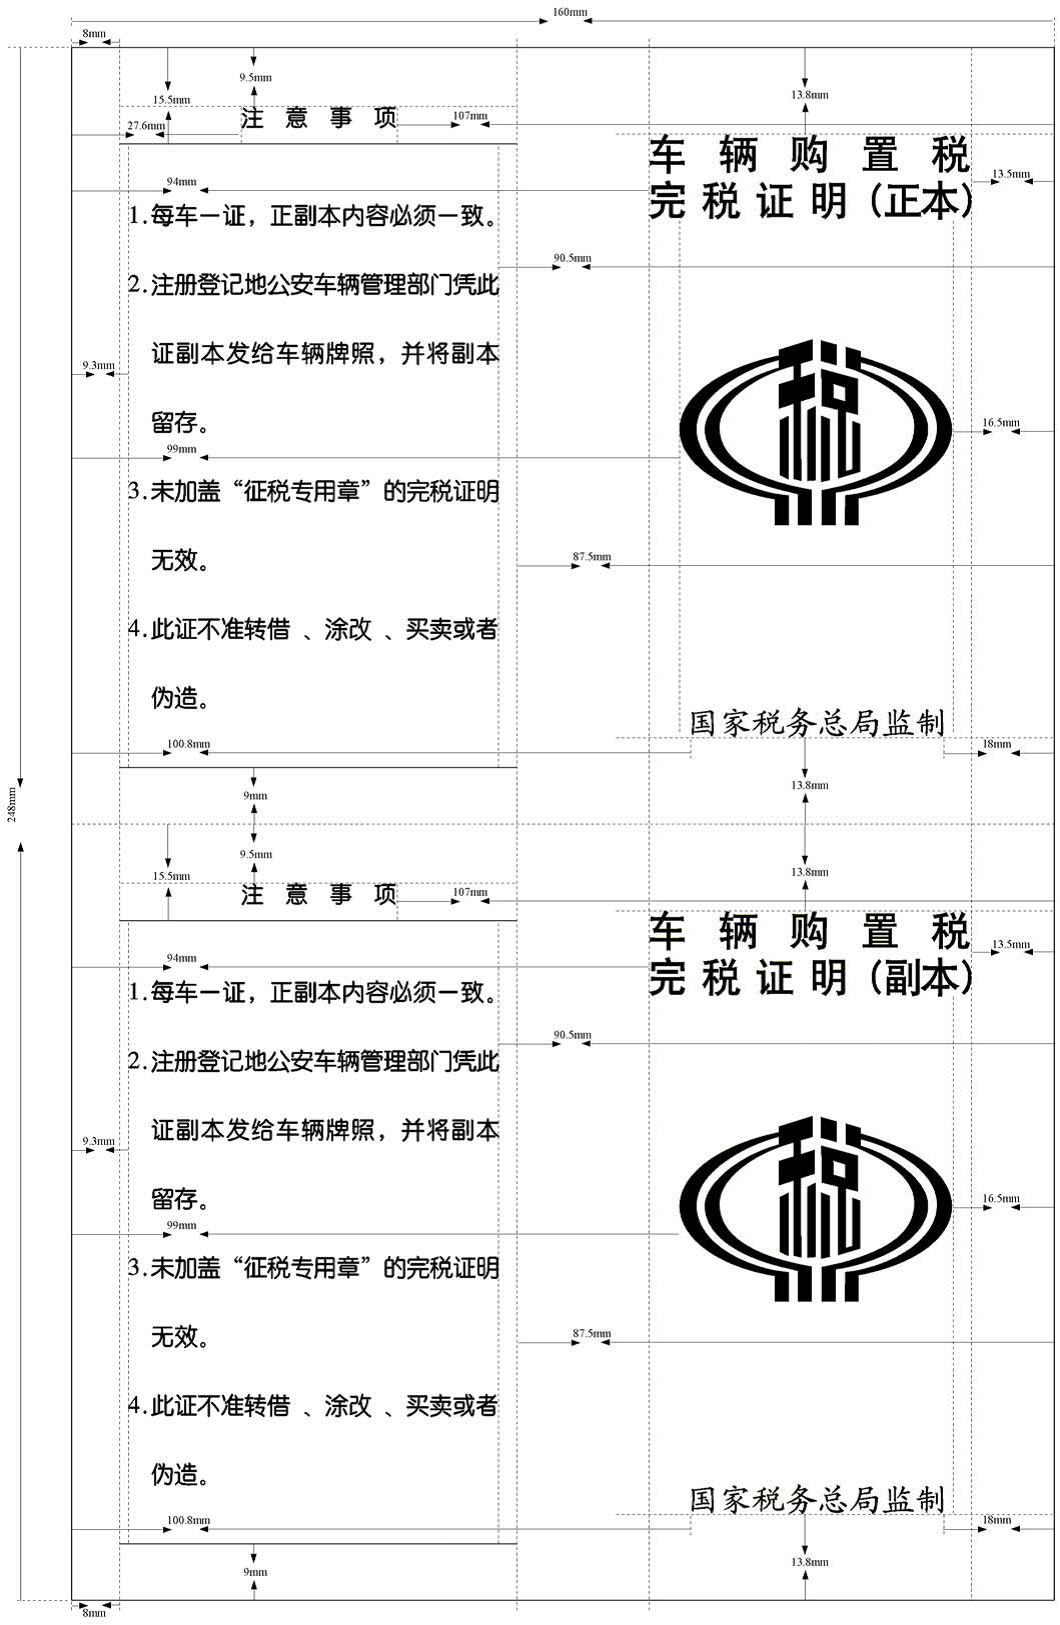 160mm
8mm
9.5mm
15.5mm
13.8mm
注 意 事 项
107mm
27.6mm
车 辆 购 置 税
完 税 证 明（正本）
13.5mm
94mm
1.每车一证，正副本内容必须一致。
90.5mm
2.注册登记地公安车辆管理部门凭此
证副本发给车辆牌照，并将副本
9.3mm
留存。
16.5mm
99mm
3.未加盖“征税专用章”的完税证明
无效。
87.5mm
4.此证不准转借 、涂改 、买卖或者
伪造。
国家税务总局监制
100.8mm
18mm
13.8mm
9mm
248mm
9.5mm
15.5mm
13.8mm
注 意 事 项
107mm
车 辆 购 置 税
完 税 证 明（副本）
13.5mm
94mm
1.每车一证，正副本内容必须一致。
90.5mm
2.注册登记地公安车辆管理部门凭此
证副本发给车辆牌照，并将副本
9.3mm
留存。
16.5mm
99mm
3.未加盖“征税专用章”的完税证明
无效。
87.5mm
4.此证不准转借 、涂改 、买卖或者
伪造。
国家税务总局监制
100.8mm
18mm
13.8mm
9mm
8mm